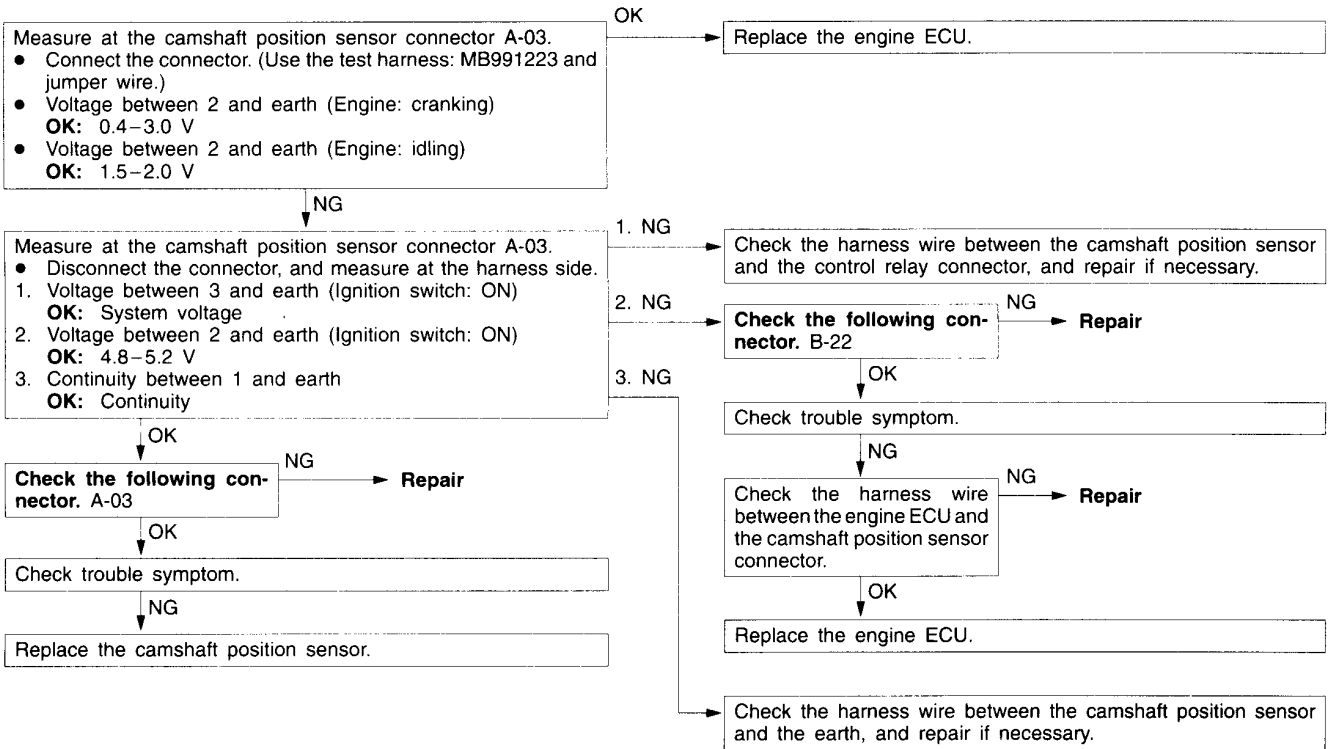 OK
Measure at the camshaft position sensor connector A-03.
● Connect the connector. (Use the test harness: MB991223 and
jumper wire.)
● Voltage between 2 and earth (Engine: cranking)
OK: 0.4–3.0 V
● Voltage between 2 and earth (Engine: idling)
OK: 1.5–2.0 V
Replace the engine ECU.
NG
Measure at the camshaft position sensor connector A-03.
● Disconnect the connector, and measure at the harness side.
1. Voltage between 3 and earth (Ignition switch: ON)
OK: System voltage
2. Voltage between 2 and earth (Ignition switch: ON)
OK: 4.8–5.2 V
3. Continuity between 1 and earth
OK: Continuity
1. NG
Check the harness wire between the camshaft position sensor
and the control relay connector, and repair if necessary.
2. NG
Check the following con-
nector. B-22
NG
Repair
OK
Check trouble symptom.
NG
Check the harness wire
between the engine ECU and
the camshaft position sensor
connector.
NG
Repair
OK
Replace the engine ECU.
3. NG
Check the harness wire between the camshaft position sensor
and the earth, and repair if necessary.
OK
Check the following con-
nector. A-03
NG
Repair
OK
Check trouble symptom.
NG
Replace the camshaft position sensor.